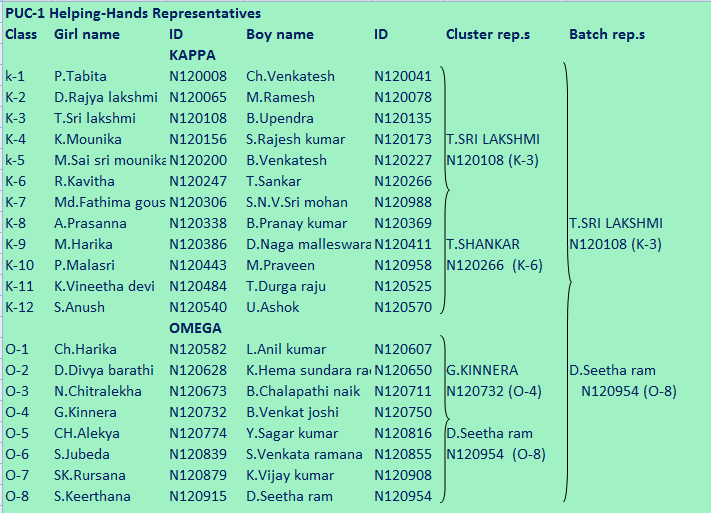 PUC-1 Helping-Hands Representatives
Class Girl name ID Boy name ID Cluster rep.s Batch rep.s
KAPPA
k-1 P.Tabita N120008 Ch.Venkatesh N120041
K-2 D.Rajya lakshmi N120065 M.Ramesh N120078
K-3 T.Sri lakshmi N120108 B.Upendra N120135
K-4 K.Mounika N120156 S.Rajesh kumar N120173 T.SRI LAKSHMI
k-5 M.Sai sri mounika N120200 B.Venkatesh N120227 N120108 (K-3)
K-6 R.Kavitha N120247 T.Sankar N120266
K-7 Md.Fathima gous N120306 S.N.V.Sri mohan N120988
K-8 A.Prasanna N120338 B.Pranay kumar N120369 T.SRI LAKSHMI
K-9 M.Harika N120386 D.Naga malleswara N120411 T.SHANKAR N120108 (K-3)
K-10 P.Malasri N120443 M.Praveen N120958 N120266 (K-6)
K-11 K.Vineetha devi N120484 T.Durga raju N120525
K-12 S.Anush N120540 U.Ashok N120570
OMEGA
O-1 Ch.Harika N120582 L.Anil kumar N120607
O-2 D.Divya barathi N120628 K.Hema sundara rao N120650 G.KINNERA D.Seetha ram
O-3 N.Chitralekha N120673 B.Chalapathi naik N120711 N120732 (O-4) N120954 (O-8)
O-4 G.Kinnera N120732 B.Venkat joshi N120750
O-5 CH.Alekya N120774 Y.Sagar kumar N120816 D.Seetha ram
O-6 S.Jubeda N120839 S.Venkata ramana N120855 N120954 (O-8)
O-7 SK.Rursana N120879 K.Vijay kumar N120908
O-8 S.Keerthana N120915 D.Seetha ram N120954